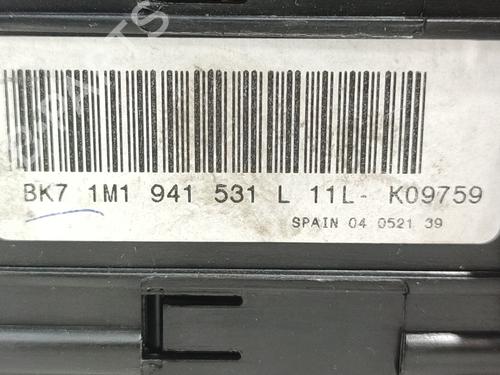 BK7 1M1 941 531 L 11L- K09759
SPAIN 04 0521 39